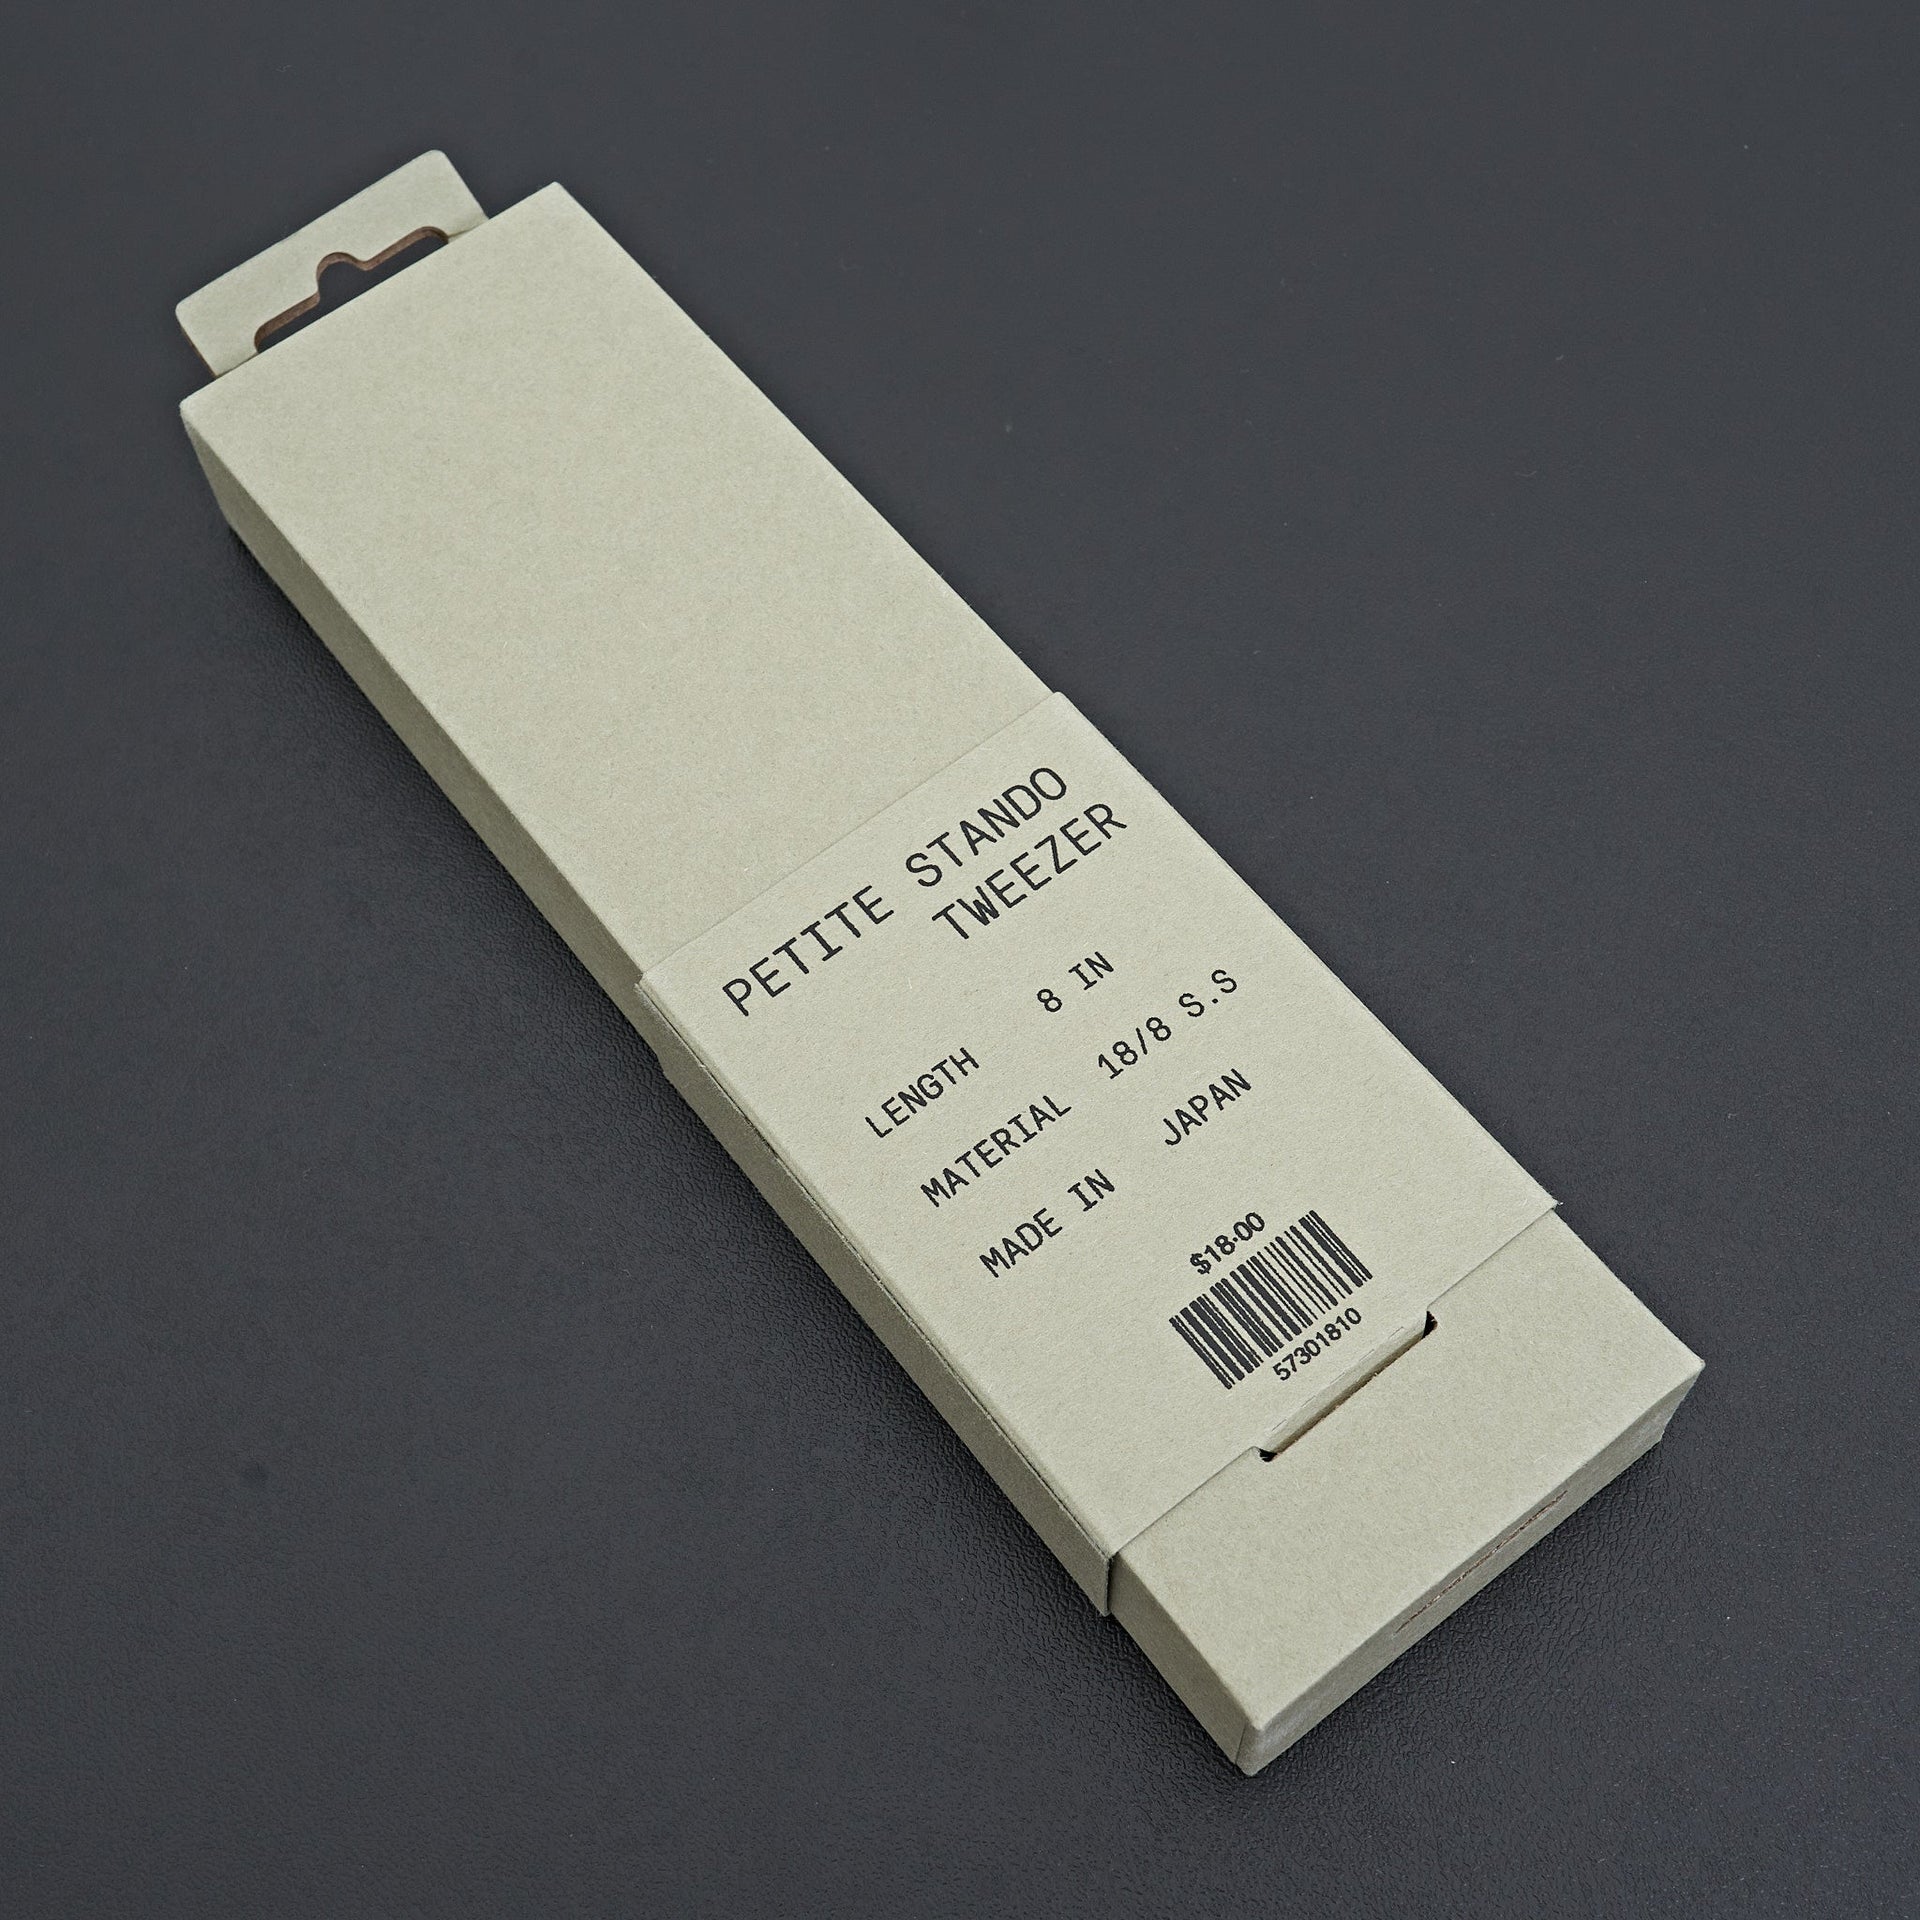 PETITE STANDO
TWEEZER
LENGTH 8 IN
MATERIAL 18/8 S.S
MADE IN JAPAN
$18.00
57301810